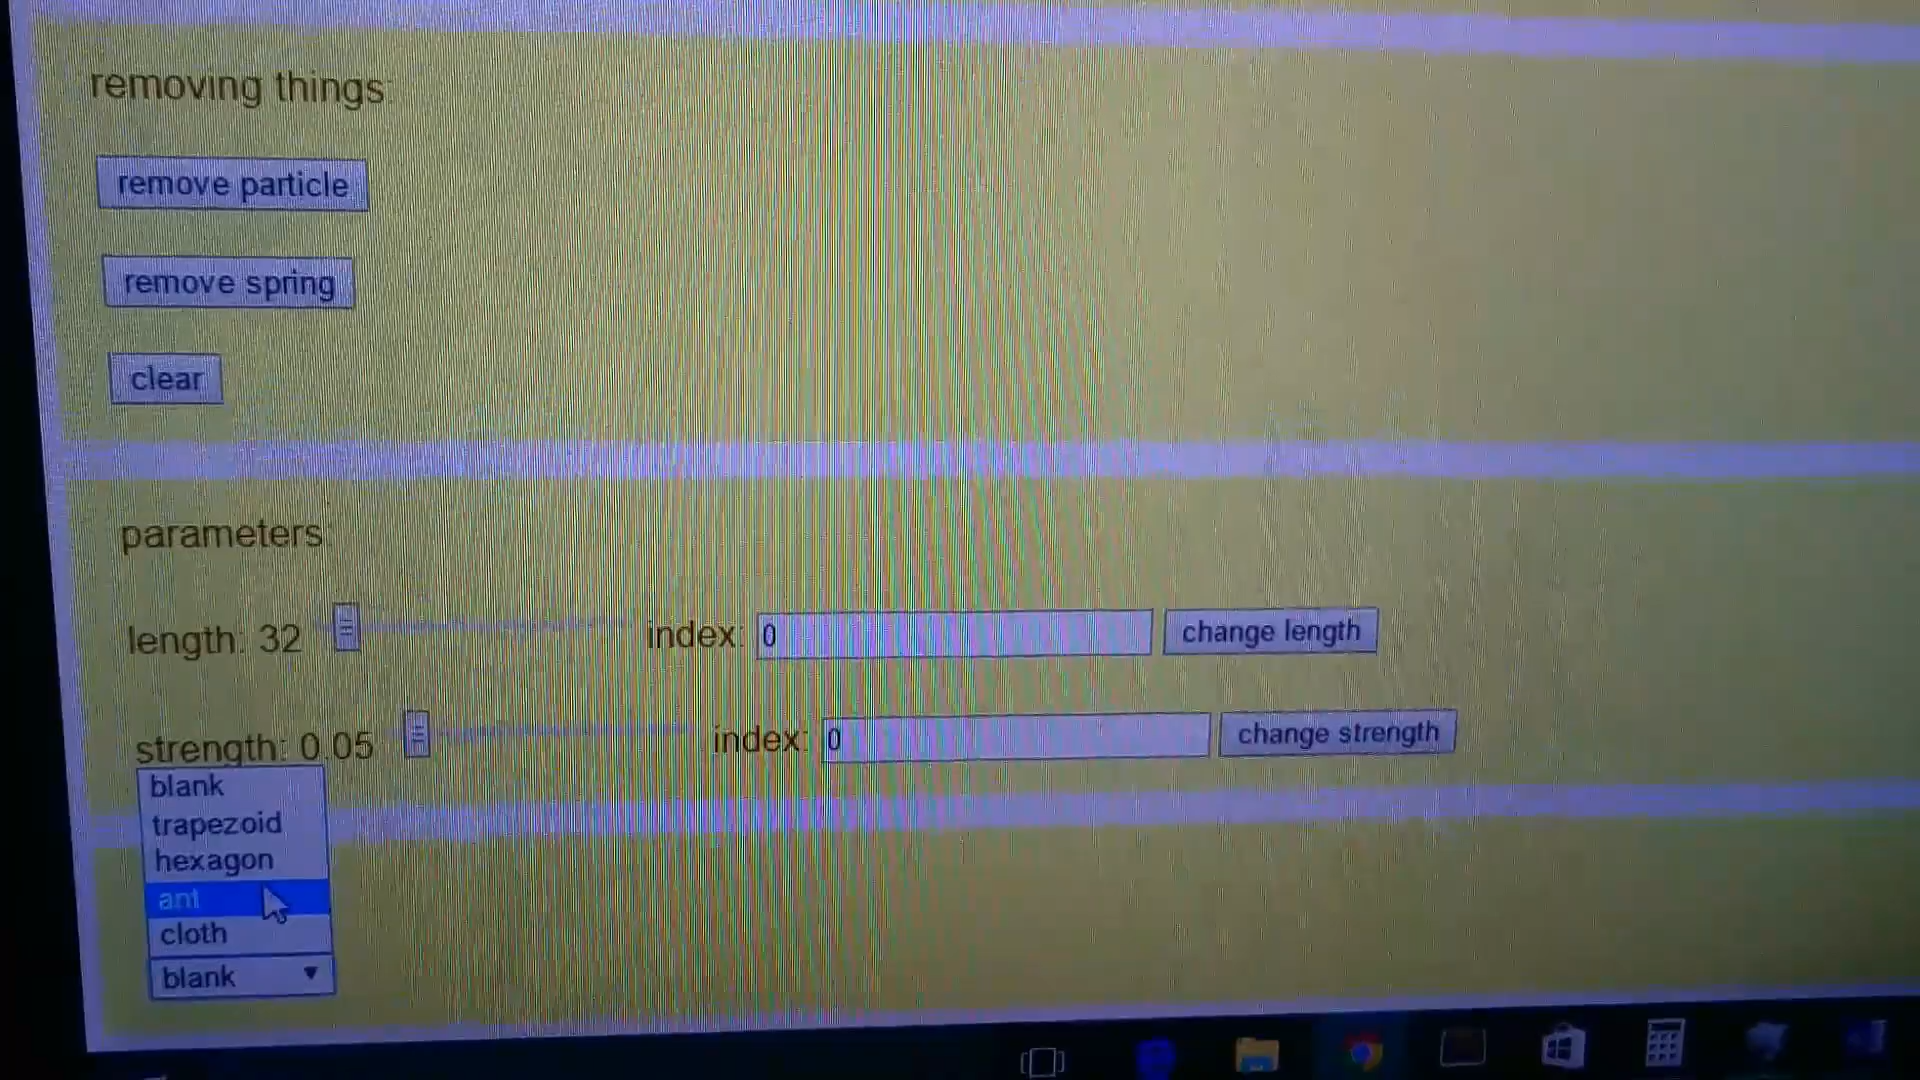 removing things:
remove particle
remove spring
clear
parameters:
length: 32 index: 0 change length
strength: 0.05 index: 0 change strength
blank
trapezoid
hexagon
ant
cloth
blank